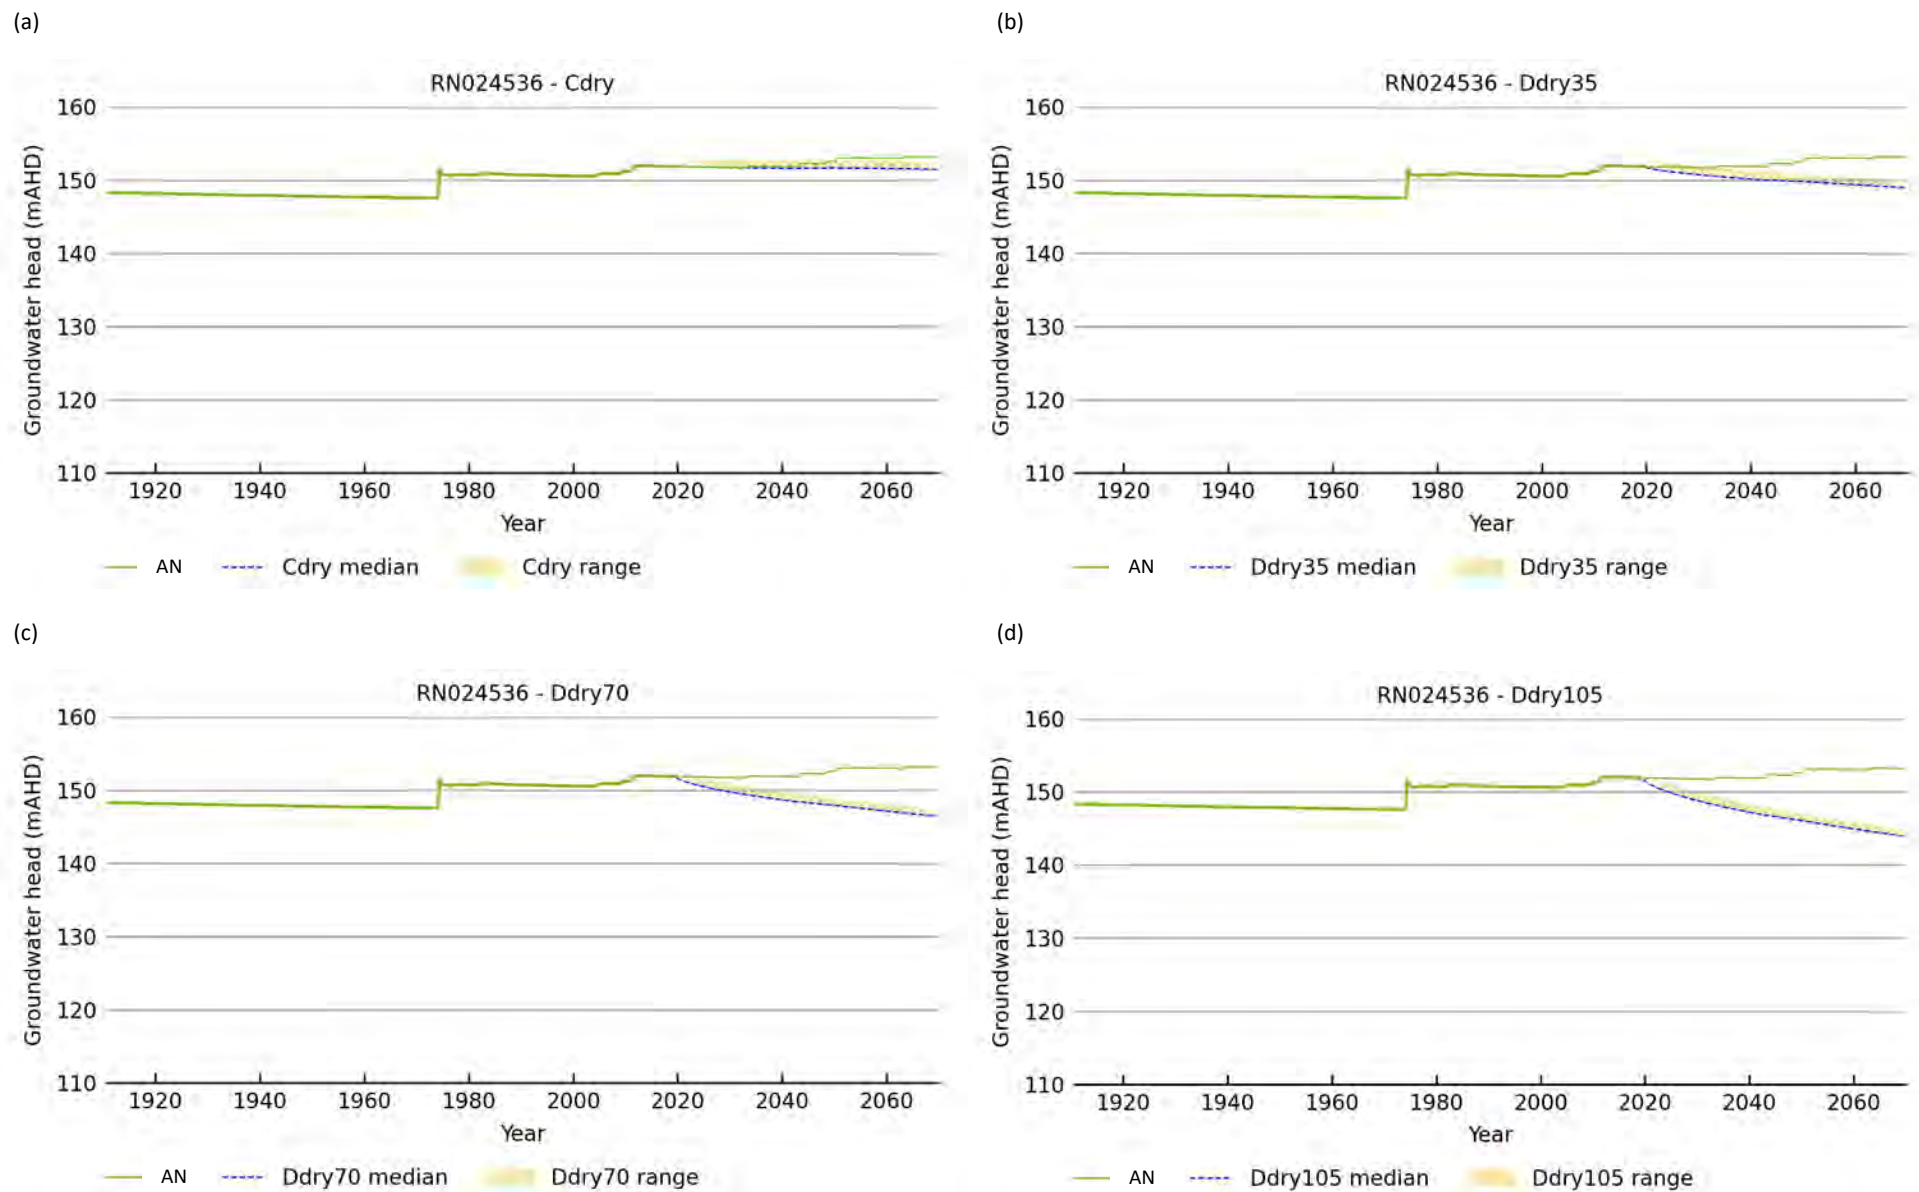 (a)
RN024536 - Cdry
Groundwater head (mAHD)
160
150
140
130
120
110
1920 1940 1960 1980 2000 2020 2040 2060
Year
AN Cdry median Cdry range
(b)
RN024536 - Ddry35
Groundwater head (mAHD)
160
150
140
130
120
110
1920 1940 1960 1980 2000 2020 2040 2060
Year
AN Ddry35 median Ddry35 range
(c)
RN024536 - Ddry70
Groundwater head (mAHD)
160
150
140
130
120
110
1920 1940 1960 1980 2000 2020 2040 2060
Year
AN Ddry70 median Ddry70 range
(d)
RN024536 - Ddry105
Groundwater head (mAHD)
160
150
140
130
120
110
1920 1940 1960 1980 2000 2020 2040 2060
Year
AN Ddry105 median Ddry105 range